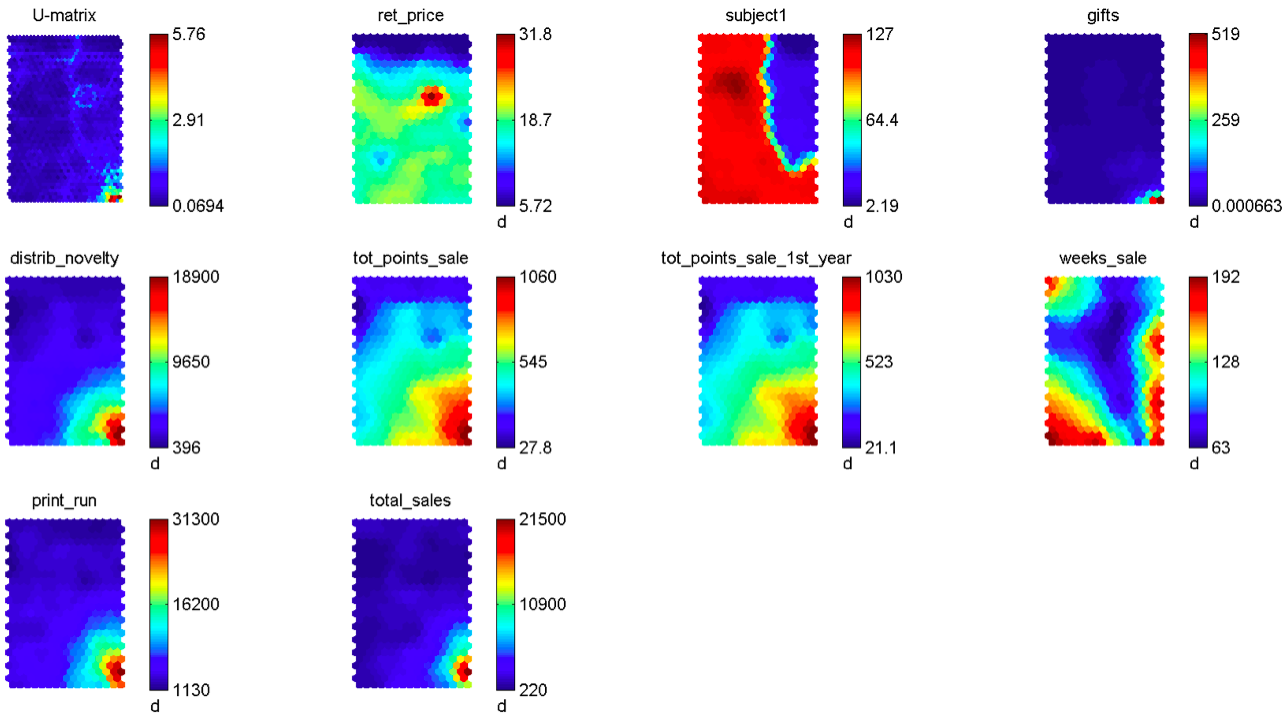 U-matrix
5.76
2.91
0.0694
ret_price
31.8
18.7
5.72
d
subject1
127
64.4
2.19
d
gifts
519
259
0.000663
d
distrib_novelty
18900
9650
396
d
tot_points_sale
1060
545
27.8
d
tot_points_sale_1st_year
1030
523
21.1
d
weeks_sale
192
128
63
d
print_run
31300
16200
1130
d
total_sales
21500
10900
220
d